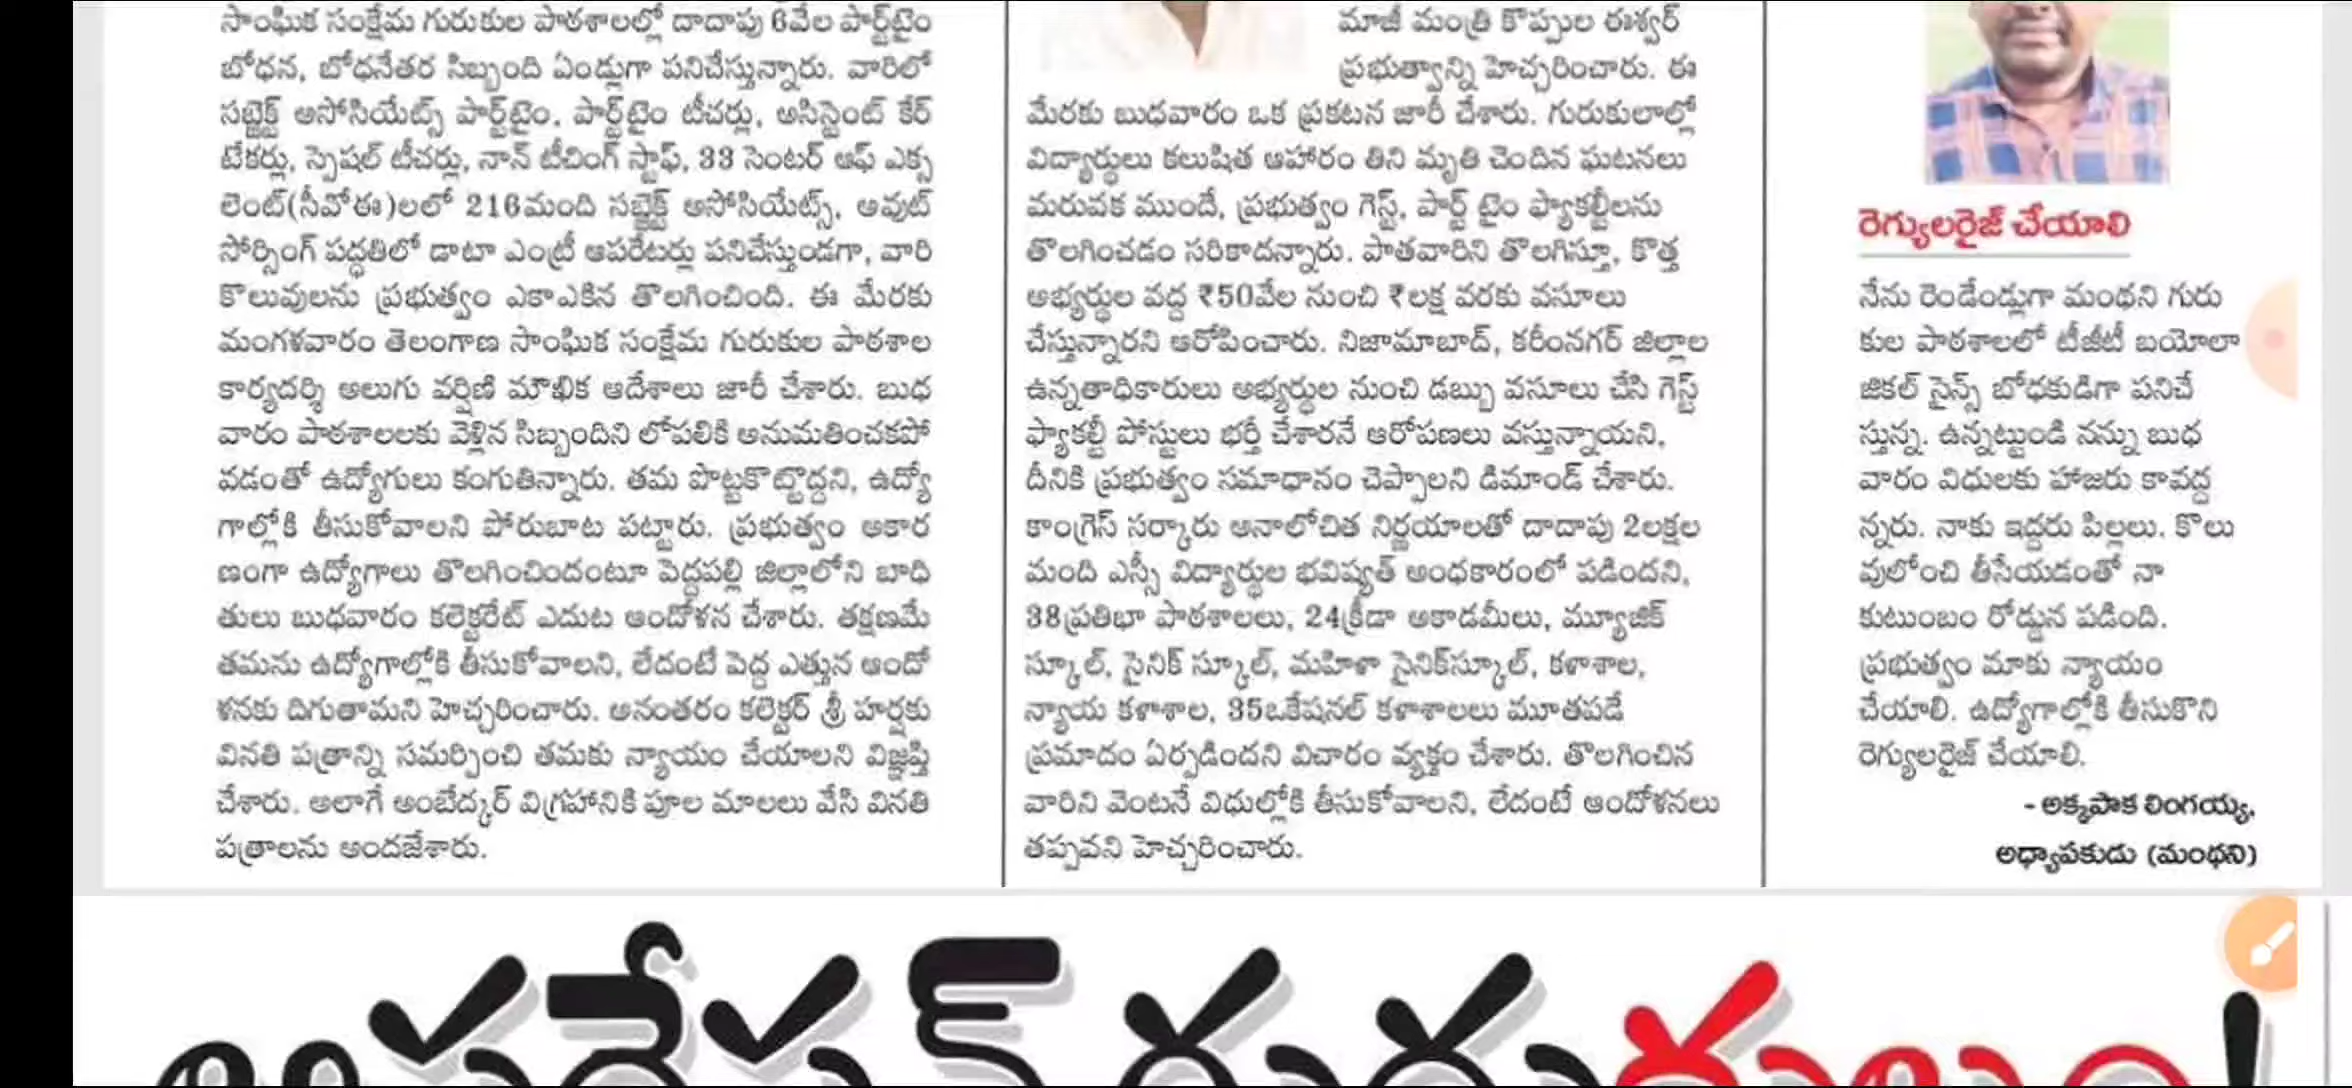 సాంఘిక సంక్షేమ గురుకుల పాఠశాలల్లో దాదాపు 6వేల పార్ట్‌టైం
బోధన, బోధనేతర సిబ్బంది ఏండ్లుగా పనిచేస్తున్నారు. వారిలో
సబ్జెక్ట్ అసోసియేట్స్ పార్ట్‌టైం, పార్ట్‌టైం టీచర్లు, అసిస్టెంట్ కేర్
టేకర్లు, స్పెషల్ టీచర్లు, నాన్ టీచింగ్ స్టాఫ్, 33 సెంటర్ ఆఫ్ ఎక్స
లెంట్(సీవోఈ)లలో 216మంది సబ్జెక్ట్ అసోసియేట్స్, అవుట్
సోర్సింగ్ పద్ధతిలో డాటా ఎంట్రీ ఆపరేటర్లు పనిచేస్తుండగా, వారి
కొలువులను ప్రభుత్వం ఎకాఎకిన తొలగించింది. ఈ మేరకు
మంగళవారం తెలంగాణ సాంఘిక సంక్షేమ గురుకుల పాఠశాల
కార్యదర్శి అలుగు వర్షిణి మౌఖిక ఆదేశాలు జారీ చేశారు. బుధ
వారం పాఠశాలలకు వెళ్లిన సిబ్బందిని లోపలికి అనుమతించకపో
వడంతో ఉద్యోగులు కంగుతిన్నారు. తమ పొట్టకొట్టొద్దని, ఉద్యో
గాల్లోకి తీసుకోవాలని పోరుబాట పట్టారు. ప్రభుత్వం అకార
ణంగా ఉద్యోగాలు తొలగించిందంటూ పెద్దపల్లి జిల్లాలోని బాధి
తులు బుధవారం కలెక్టరేట్ ఎదుట ఆందోళన చేశారు. తక్షణమే
తమను ఉద్యోగాల్లోకి తీసుకోవాలని, లేదంటే పెద్ద ఎత్తున ఆందో
ళనకు దిగుతామని హెచ్చరించారు. అనంతరం కలెక్టర్ శ్రీ హర్షకు
వినతి పత్రాన్ని సమర్పించి తమకు న్యాయం చేయాలని విజ్ఞప్తి
చేశారు. అలాగే అంబేద్కర్ విగ్రహానికి పూల మాలలు వేసి వినతి
పత్రాలను అందజేశారు.
మాజీ మంత్రి కొప్పుల ఈశ్వర్
ప్రభుత్వాన్ని హెచ్చరించారు. ఈ
మేరకు బుధవారం ఒక ప్రకటన జారీ చేశారు. గురుకులాల్లో
విద్యార్థులు కలుషిత ఆహారం తిని మృతి చెందిన ఘటనలు
మరువక ముందే, ప్రభుత్వం గెస్ట్, పార్ట్ టైం ఫ్యాకల్టీలను
తొలగించడం సరికాదన్నారు. పాతవారిని తొలగిస్తూ, కొత్త
అభ్యర్థుల వద్ద ₹50వేల నుంచి ₹లక్ష వరకు వసూలు
చేస్తున్నారని ఆరోపించారు. నిజామాబాద్, కరీంనగర్ జిల్లాల
ఉన్నతాధికారులు అభ్యర్థుల నుంచి డబ్బు వసూలు చేసి గెస్ట్
ఫ్యాకల్టీ పోస్టులు భర్తీ చేశారనే ఆరోపణలు వస్తున్నాయని,
దీనికి ప్రభుత్వం సమాధానం చెప్పాలని డిమాండ్ చేశారు.
కాంగ్రెస్ సర్కారు అనాలోచిత నిర్ణయాలతో దాదాపు 2లక్షల
మంది ఎస్సీ విద్యార్థుల భవిష్యత్ అంధకారంలో పడిందని,
38ప్రతిభా పాఠశాలలు, 24క్రీడా అకాడమీలు, మ్యూజిక్
స్కూల్, సైనిక్ స్కూల్, మహిళా సైనిక్‌స్కూల్, కళాశాల,
న్యాయ కళాశాల, 35ఒకేషనల్ కళాశాలలు మూతపడే
ప్రమాదం ఏర్పడిందని విచారం వ్యక్తం చేశారు. తొలగించిన
వారిని వెంటనే విధుల్లోకి తీసుకోవాలని, లేదంటే ఆందోళనలు
తప్పవని హెచ్చరించారు.
రెగ్యులరైజ్ చేయాలి
నేను రెండేండ్లుగా మంథని గురు
కుల పాఠశాలలో టీజీటీ బయోలా
జికల్ సైన్స్ బోధకుడిగా పనిచే
స్తున్న. ఉన్నట్టుండి నన్ను బుధ
వారం విధులకు హాజరు కావద్ద
న్నరు. నాకు ఇద్దరు పిల్లలు. కొలు
వులోంచి తీసేయడంతో నా
కుటుంబం రోడ్డున పడింది.
ప్రభుత్వం మాకు న్యాయం
చేయాలి. ఉద్యోగాల్లోకి తీసుకొని
రెగ్యులరైజ్ చేయాలి.
- అక్కపాక లింగయ్య,
అధ్యాపకుడు (మంథని)